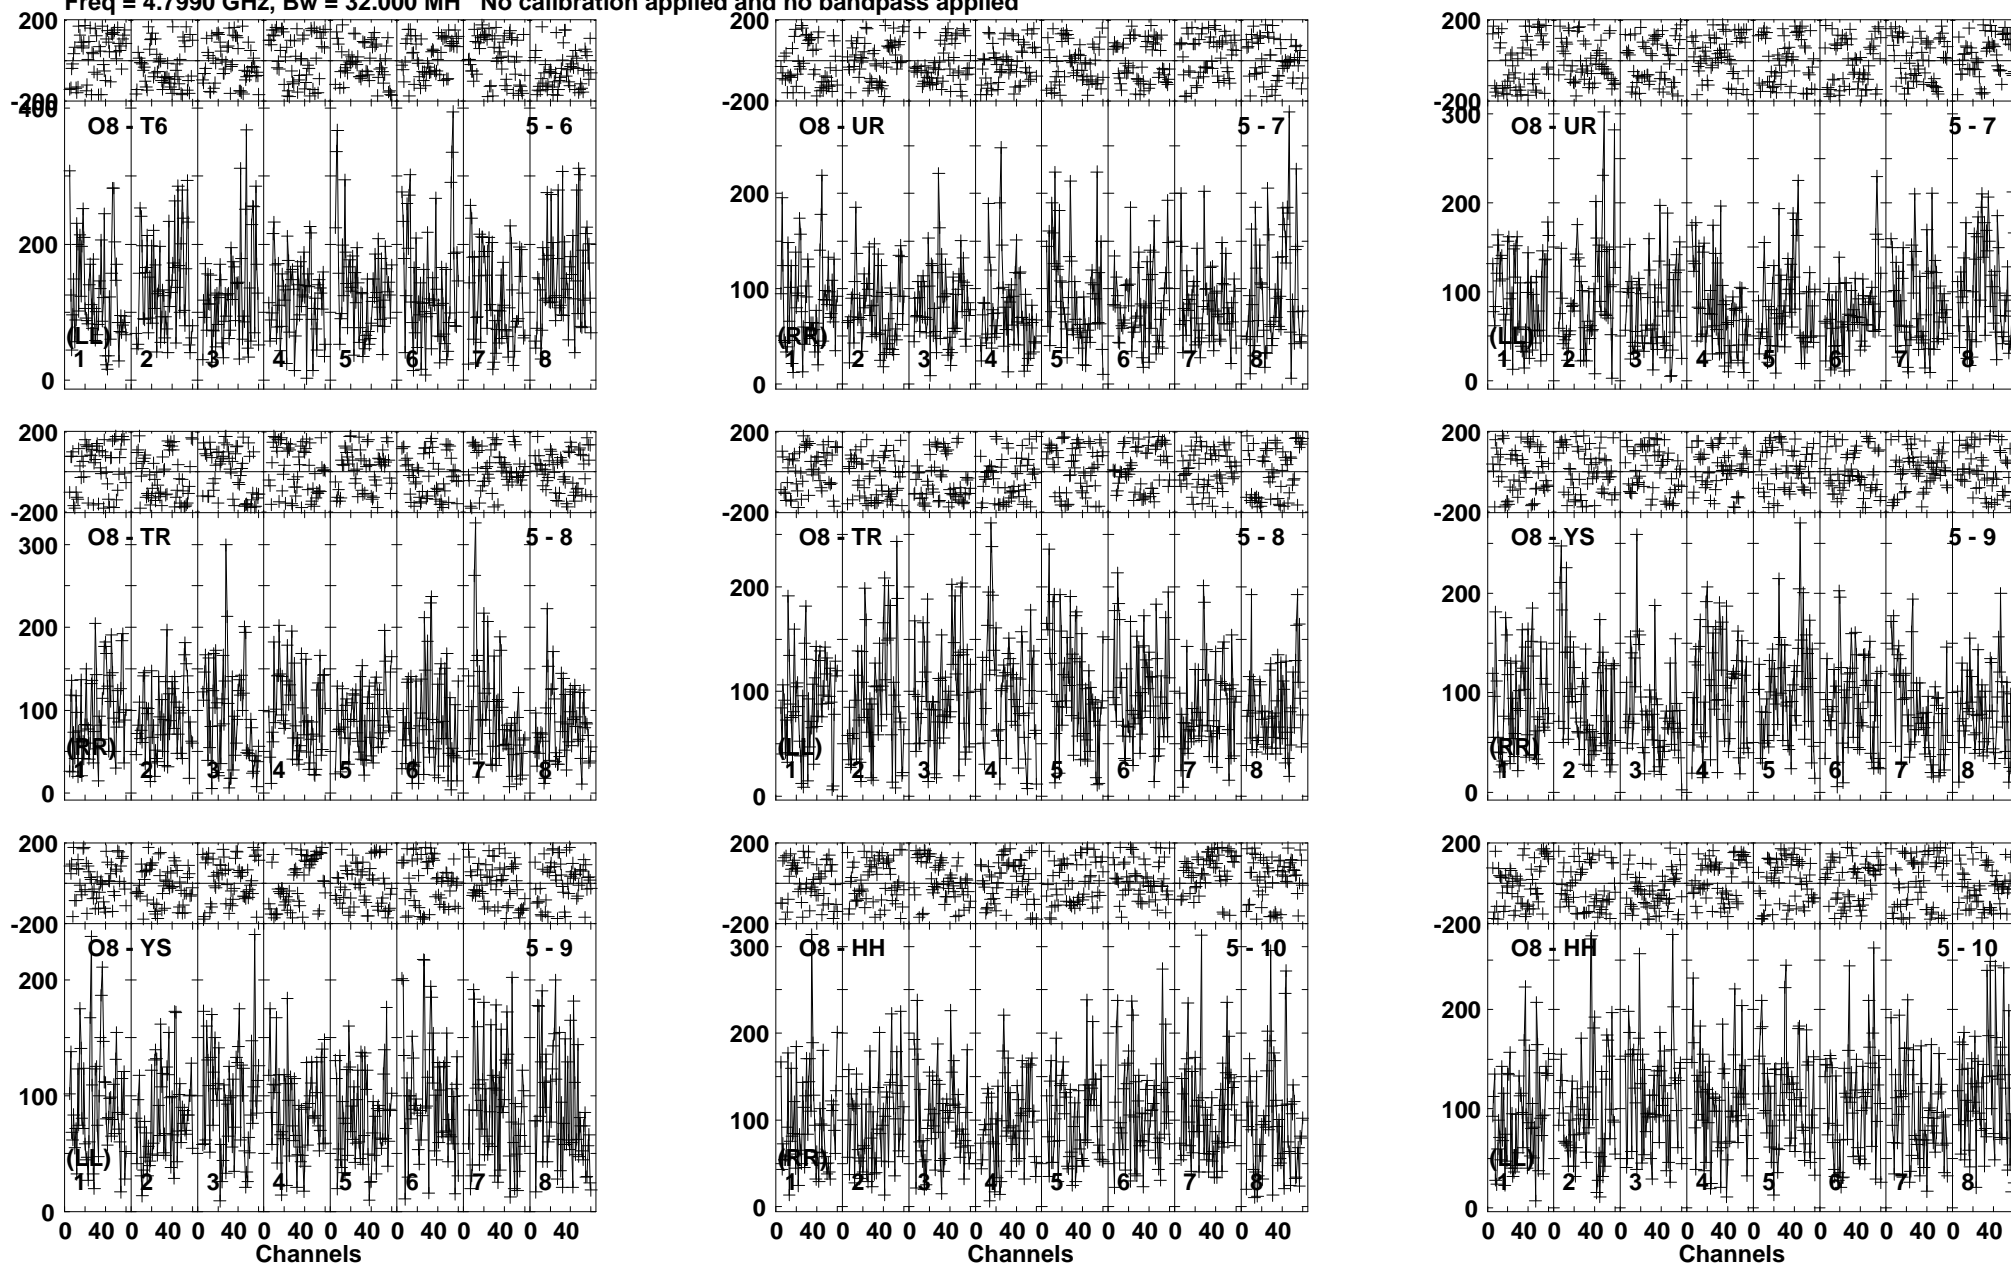 Freq = 4.7990 GHz, Bw = 32.000 MH No calibration applied and no bandpass applied
200 200 200
-200 -200 -200
400 O8 - T6 5 - 6 O8 - UR 5 - 7 300 O8 - UR 5 - 7
200 200 200
100 100
(LL) (RR) (LL)
1 2 3 4 5 6 7 8 1 2 3 4 5 6 7 8 1 2 3 4 5 6 7 8
0 0 0
200 200 200
-200 -200 -200
300 O8 - TR 5 - 8 O8 - TR 5 - 8 O8 - YS 5 - 9
200 200 200
100 100 100
(RR) (LL) (RR)
1 2 3 4 5 6 7 8 1 2 3 4 5 6 7 8 1 2 3 4 5 6 7 8
0 0 0
200 200 200
-200 -200 -200
O8 - YS 5 - 9 300 O8 - HH 5 - 10 O8 - HH 5 - 10
200 200 200
100 100 100
(LL) (RR) (LL)
1 2 3 4 5 6 7 8 1 2 3 4 5 6 7 8 1 2 3 4 5 6 7 8
0 0 0
0 40 0 40 0 40 0 40 0 40 0 40 0 40 0 40 0 40 0 40 0 40 0 40 0 40 0 40 0 40 0 40 0 40 0 40 0 40 0 40 0 40 0 40 0 40 0 40
Channels Channels Channels